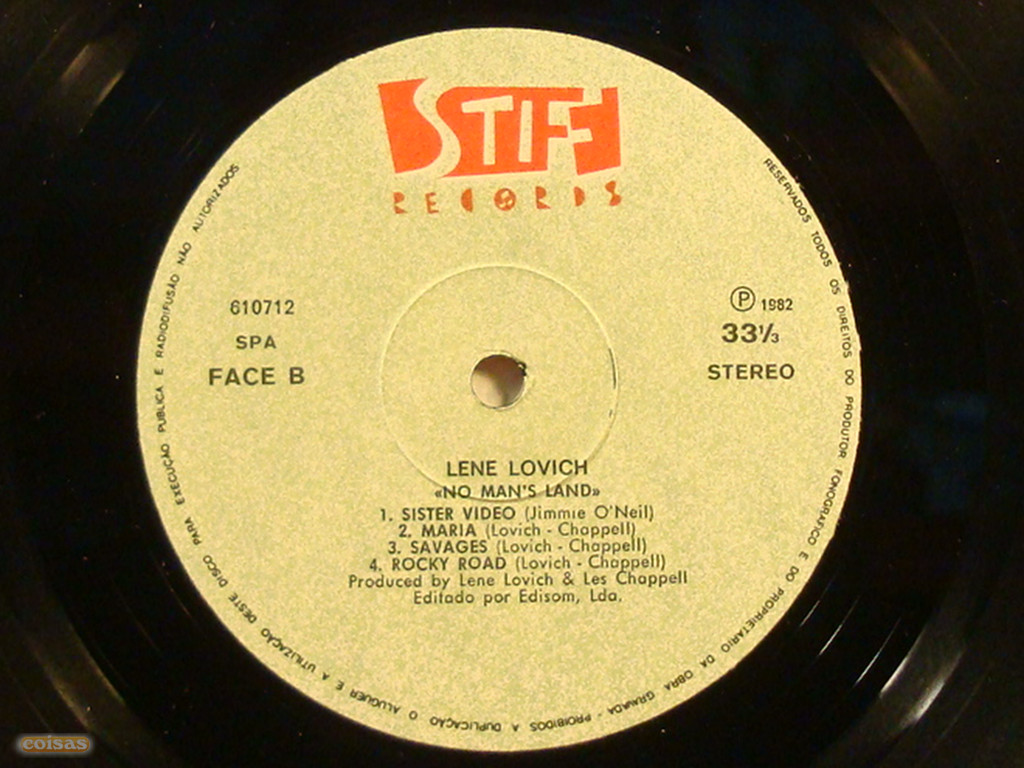 STIFF
RECORDS
610712
SPA
FACE B
Ⓟ 1982
33⅓
STEREO
LENE LOVICH
«NO MAN'S LAND»
1. SISTER VIDEO (Jimmie O'Neil)
2. MARIA (Lovich - Chappell)
3. SAVAGES (Lovich - Chappell)
4. ROCKY ROAD (Lovich - Chappell)
Produced by Lene Lovich & Les Chappell
Editado por Edisom, Lda.
RESERVADOS TODOS OS DIREITOS DO PRODUTOR FONOGRAFICO E DO PROPRIETARIO DA OBRA GRAVADA - PROIBIDOS A DUPLICAÇÃO O ALUGUER E A UTILIZAÇÃO DESTE DISCO PARA EXECUÇÃO PUBLICA E RADIODIFUSÃO NÃO AUTORIZADOS
coisas